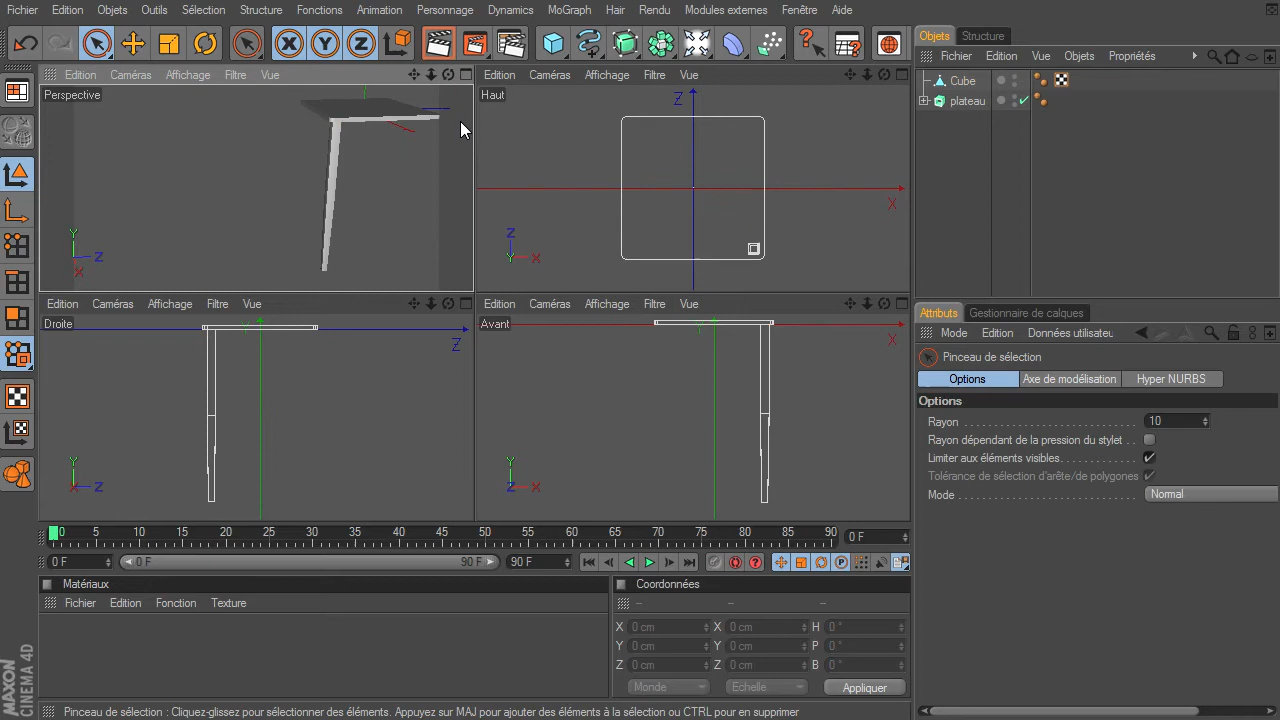 Fichier Edition Objets Outils Sélection Structure Fonctions Animation Personnage Dynamics MoGraph Hair Rendu Modules externes Fenêtre Aide
Objets Structure
Fichier Edition Vue Objets Propriétés
Cube
plateau
Edition Caméras Affichage Filtre Vue
Perspective
Y
Z
X
Edition Caméras Affichage Filtre Vue
Haut
Z
X
Z
Y
X
Edition Caméras Affichage Filtre Vue
Droite
Y
Z
Y
X
Z
Edition Caméras Affichage Filtre Vue
Avant
Y
X
Y
Z
X
Attributs Gestionnaire de calques
Mode Edition Données utilisateu
Pinceau de sélection
Options Axe de modélisation Hyper NURBS
Options
Rayon 10
Rayon dépendant de la pression du stylet
Limiter aux éléments visibles
Tolérance de sélection d'arête/de polygones
Mode Normal
0 5 10 15 20 25 30 35 40 45 50 55 60 65 70 75 80 85 90 0 F
0 F 0 F 90 F 90 F
Matériaux
Fichier Edition Fonction Texture
Coordonnées
-- -- --
X 0 cm X 0 cm H 0 °
Y 0 cm Y 0 cm P 0 °
Z 0 cm Z 0 cm B 0 °
Monde Echelle Appliquer
MAXON
CINEMA 4D
Pinceau de sélection : Cliquez-glissez pour sélectionner des éléments. Appuyez sur MAJ pour ajouter des éléments à la sélection ou CTRL pour en supprimer